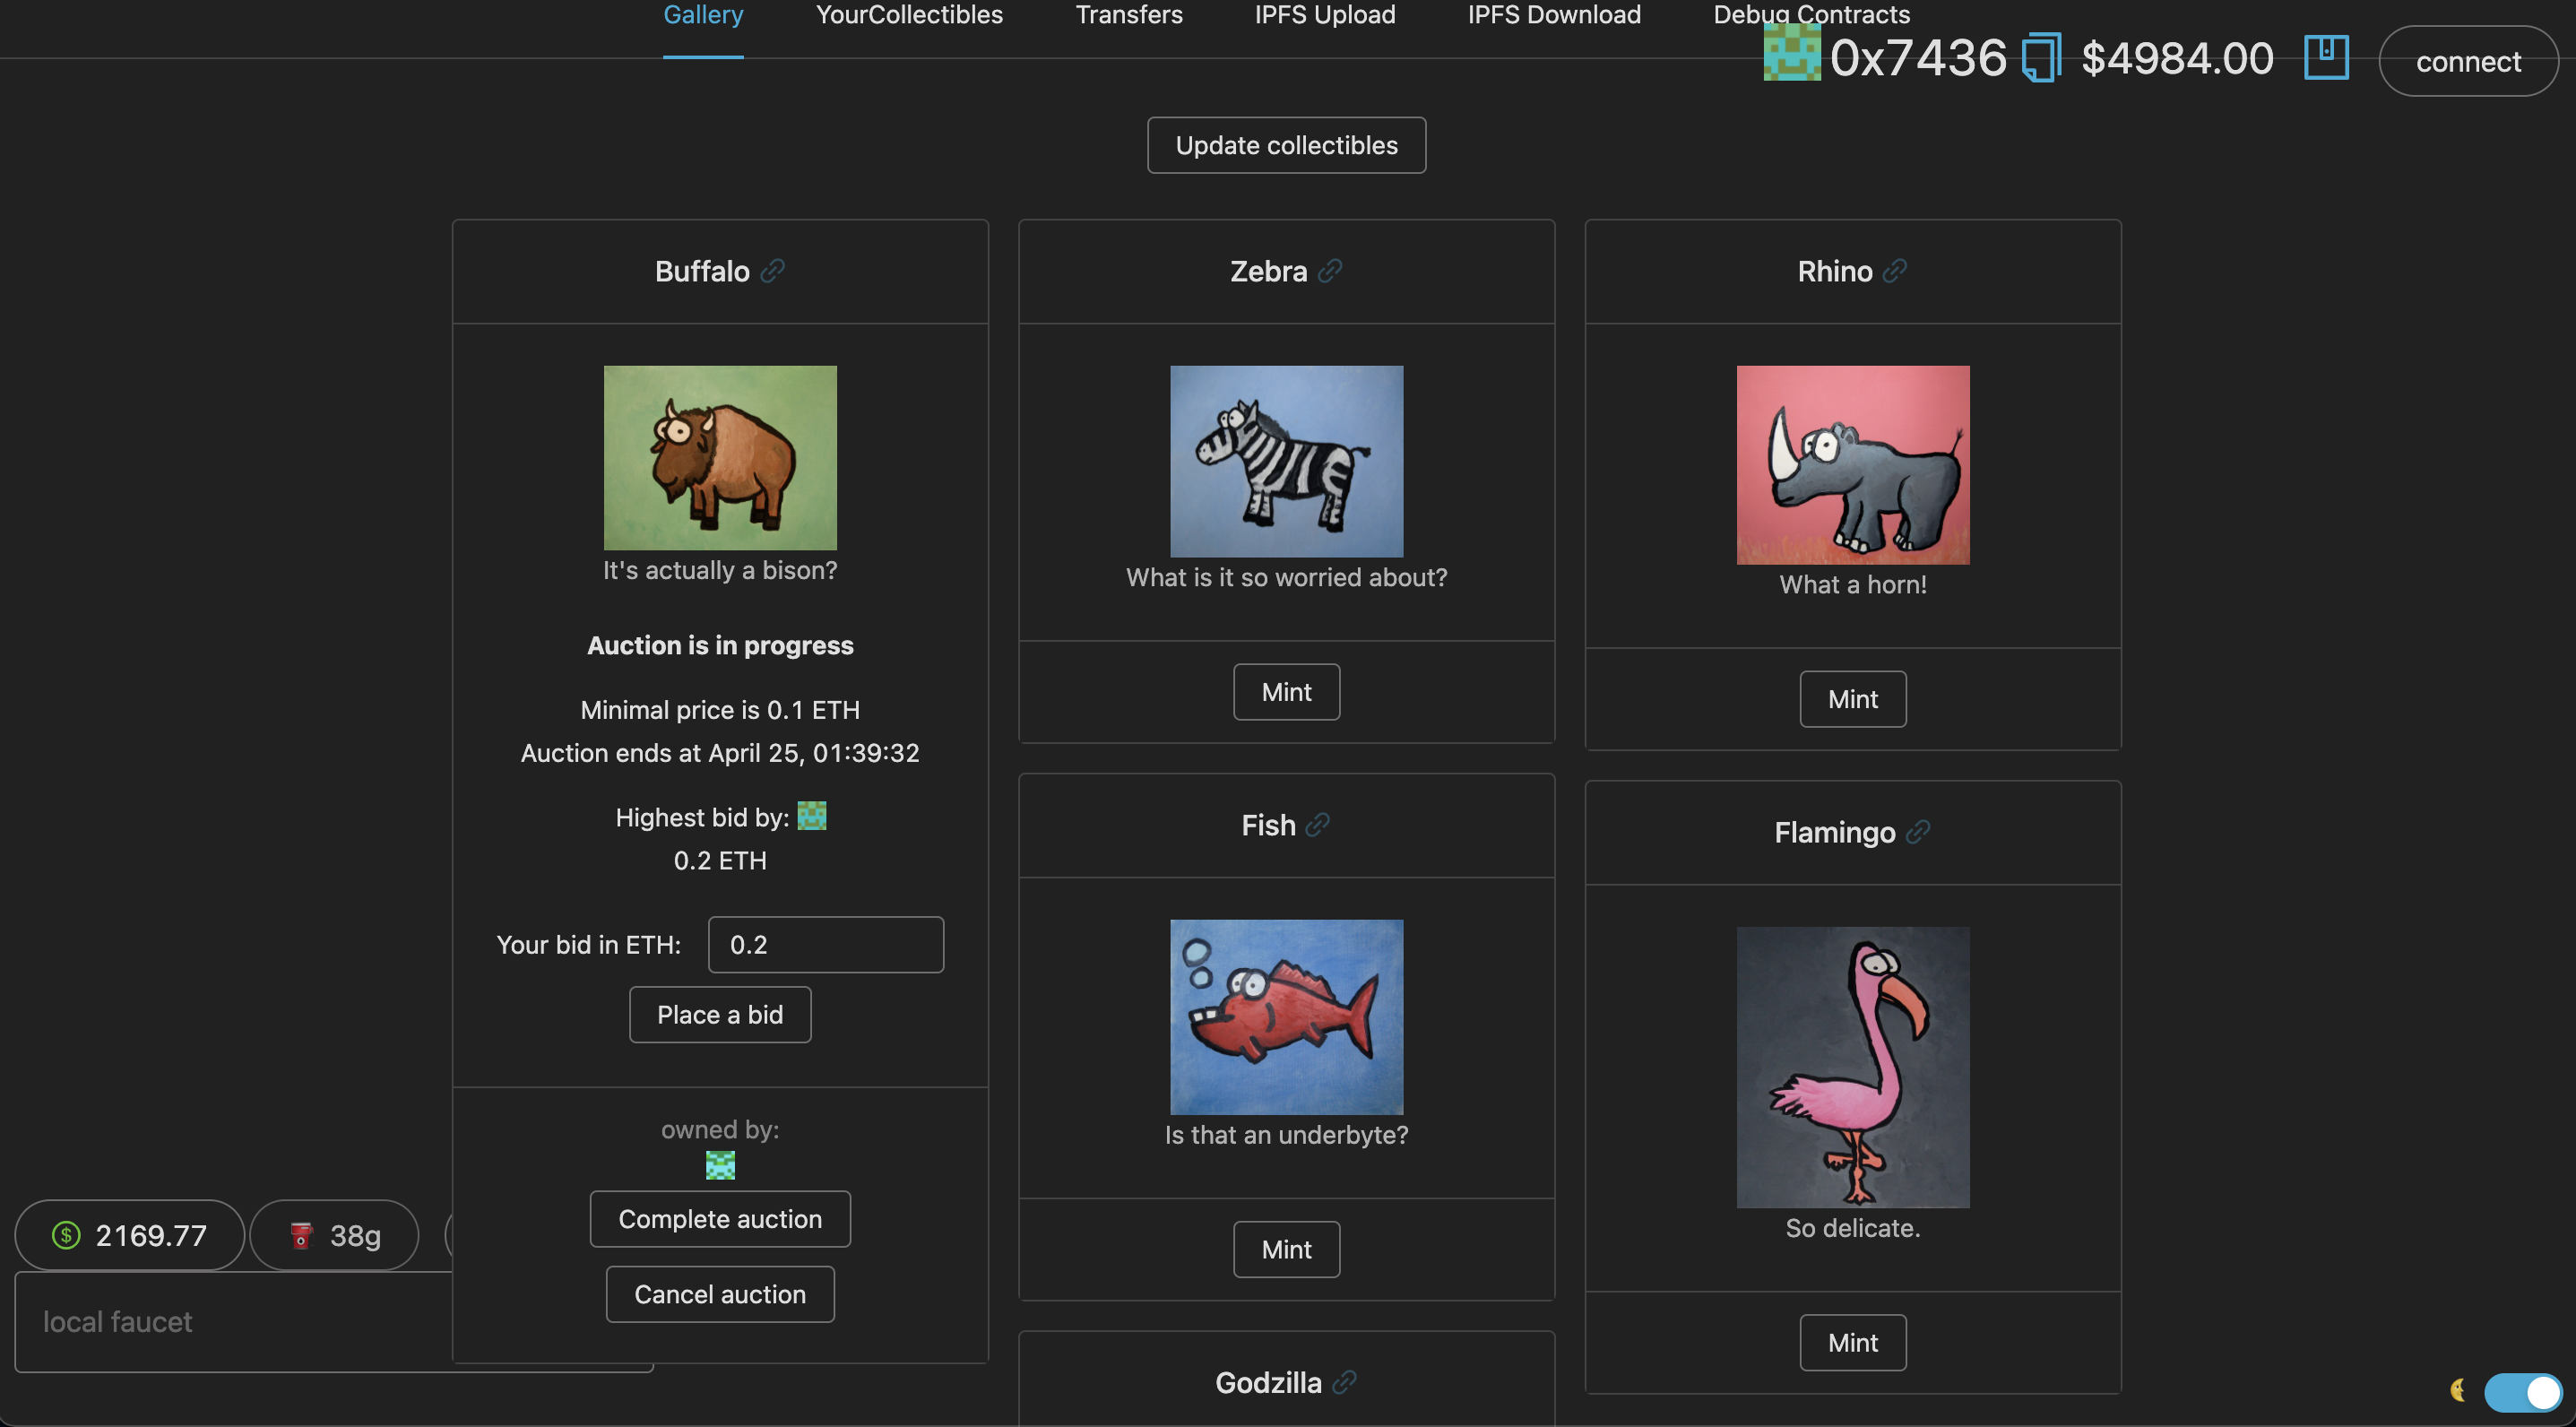 Gallery
YourCollectibles
Transfers
IPFS Upload
IPFS Download
Debug Contracts
0x7436
$4984.00
connect
Update collectibles
Buffalo
It's actually a bison?
Auction is in progress
Minimal price is 0.1 ETH
Auction ends at April 25, 01:39:32
Highest bid by:
0.2 ETH
Your bid in ETH:
0.2
Place a bid
owned by:
Complete auction
Cancel auction
Zebra
What is it so worried about?
Mint
Rhino
What a horn!
Mint
Fish
Is that an underbyte?
Mint
Flamingo
So delicate.
Mint
Godzilla
$ 2169.77
38g
local faucet